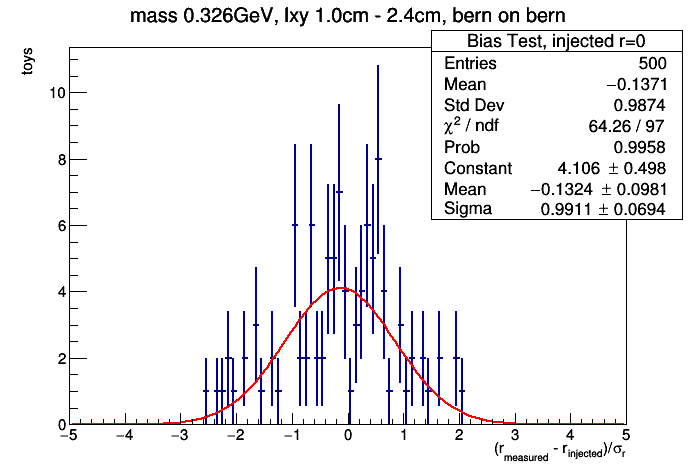 mass 0.326GeV, lxy 1.0cm - 2.4cm, bern on bern
toys
Bias Test, injected r=0
Entries 500
Mean −0.1371
Std Dev 0.9874
χ² / ndf 64.26 / 97
Prob 0.9958
Constant 4.106 ± 0.498
Mean −0.1324 ± 0.0981
Sigma 0.9911 ± 0.0694
10
8
6
4
2
0
−5 −4 −3 −2 −1 0 1 2 3 4 5
(r_measured - r_injected)/σ_r